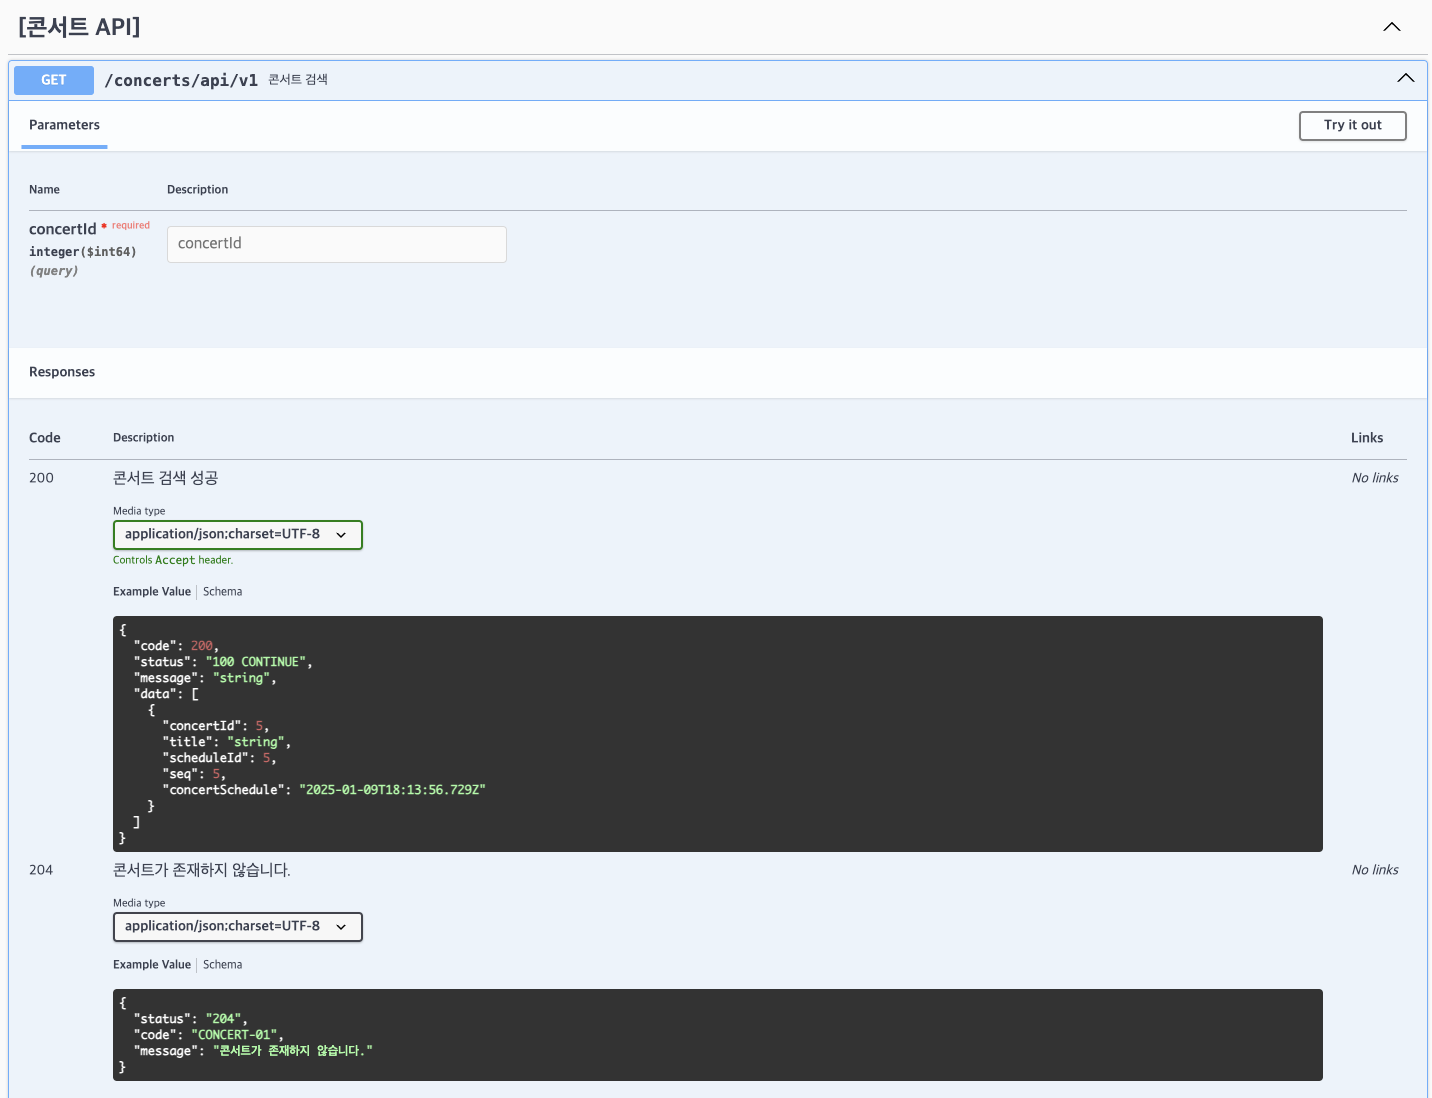 [콘서트 API]
GET /concerts/api/v1 콘서트 검색
Parameters
Try it out
Name Description
concertId * required
integer($int64)
(query)
concertId
Responses
Code Description Links
200 콘서트 검색 성공 No links
Media type
application/json;charset=UTF-8
Controls Accept header.
Example Value Schema
{
"code": 200,
"status": "100 CONTINUE",
"message": "string",
"data": [
{
"concertId": 5,
"title": "string",
"scheduleId": 5,
"seq": 5,
"concertSchedule": "2025-01-09T18:13:56.729Z"
}
]
}
204 콘서트가 존재하지 않습니다. No links
Media type
application/json;charset=UTF-8
Example Value Schema
{
"status": "204",
"code": "CONCERT-01",
"message": "콘서트가 존재하지 않습니다."
}